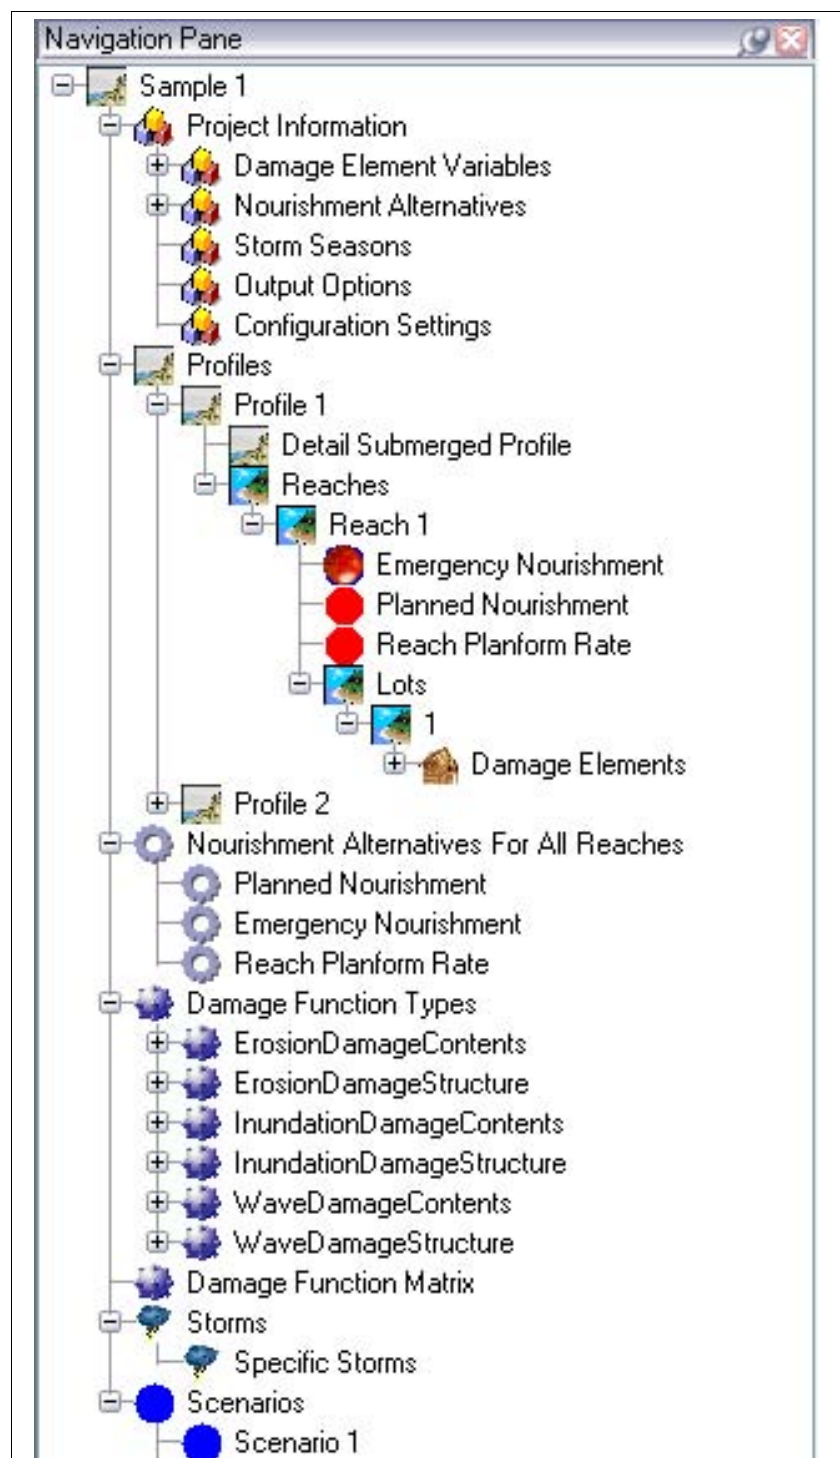 Navigation Pane
Sample 1
Project Information
Damage Element Variables
Nourishment Alternatives
Storm Seasons
Output Options
Configuration Settings
Profiles
Profile 1
Detail Submerged Profile
Reaches
Reach 1
Emergency Nourishment
Planned Nourishment
Reach Planform Rate
Lots
1
Damage Elements
Profile 2
Nourishment Alternatives For All Reaches
Planned Nourishment
Emergency Nourishment
Reach Planform Rate
Damage Function Types
ErosionDamageContents
ErosionDamageStructure
InundationDamageContents
InundationDamageStructure
WaveDamageContents
WaveDamageStructure
Damage Function Matrix
Storms
Specific Storms
Scenarios
Scenario 1